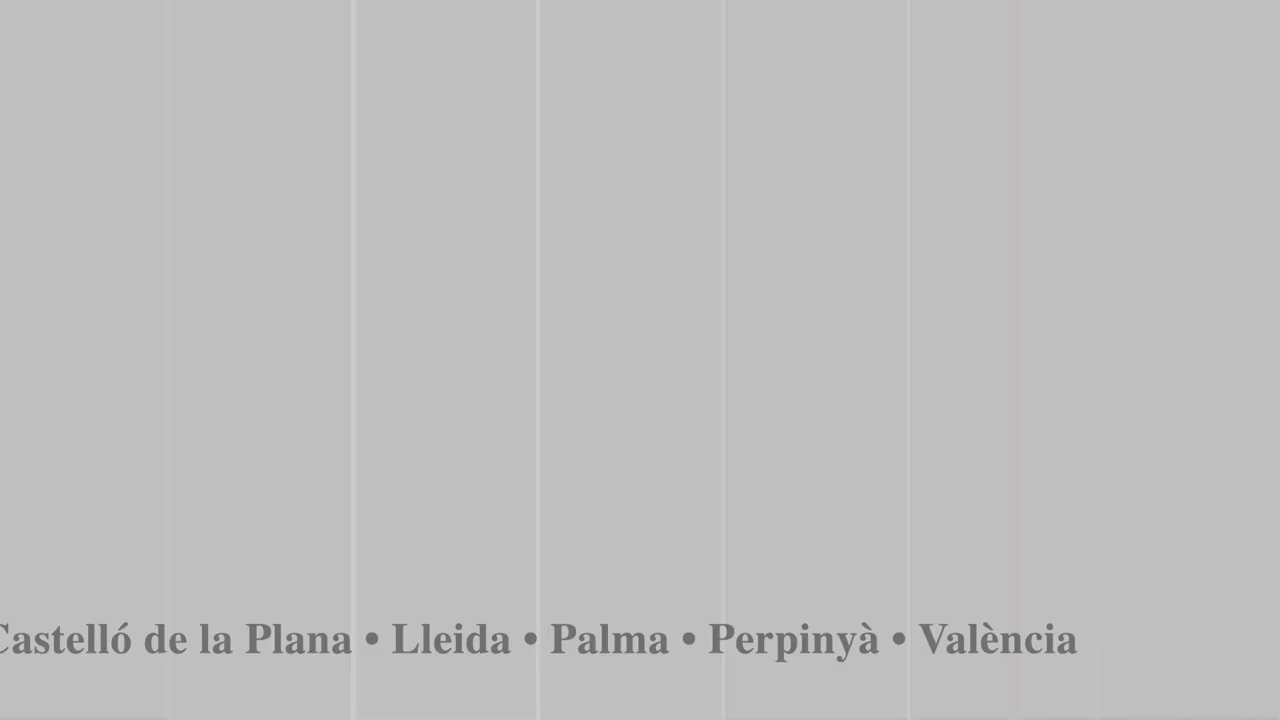 Castelló de la Plana • Lleida • Palma • Perpinyà • València